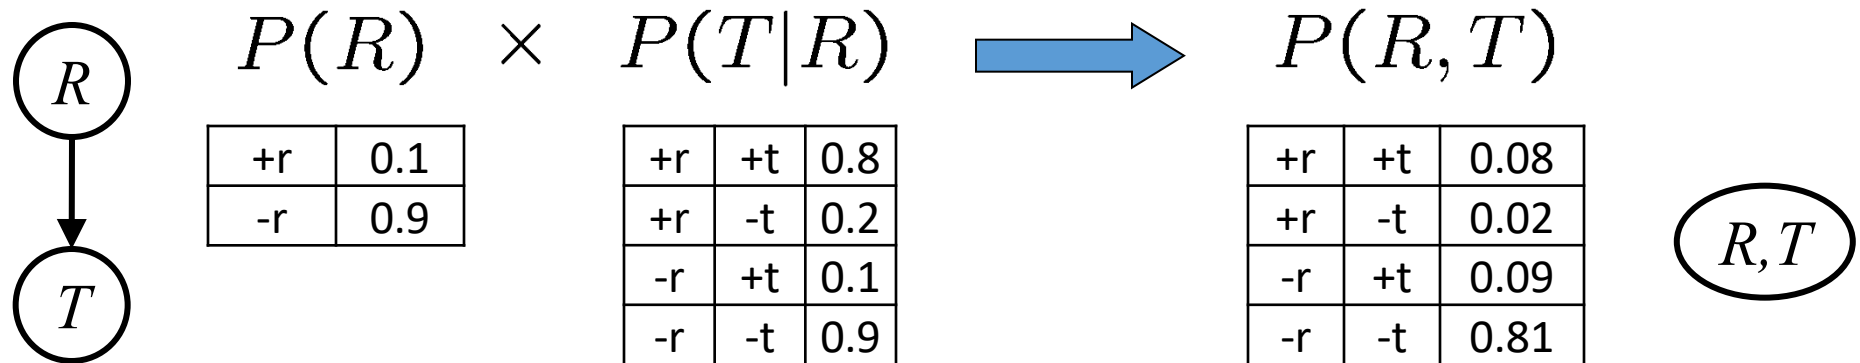 R
T
P(R) × P(T|R) P(R, T)
+r 0.1
-r 0.9
+r +t 0.8
+r -t 0.2
-r +t 0.1
-r -t 0.9
+r +t 0.08
+r -t 0.02
-r +t 0.09
-r -t 0.81
R,T